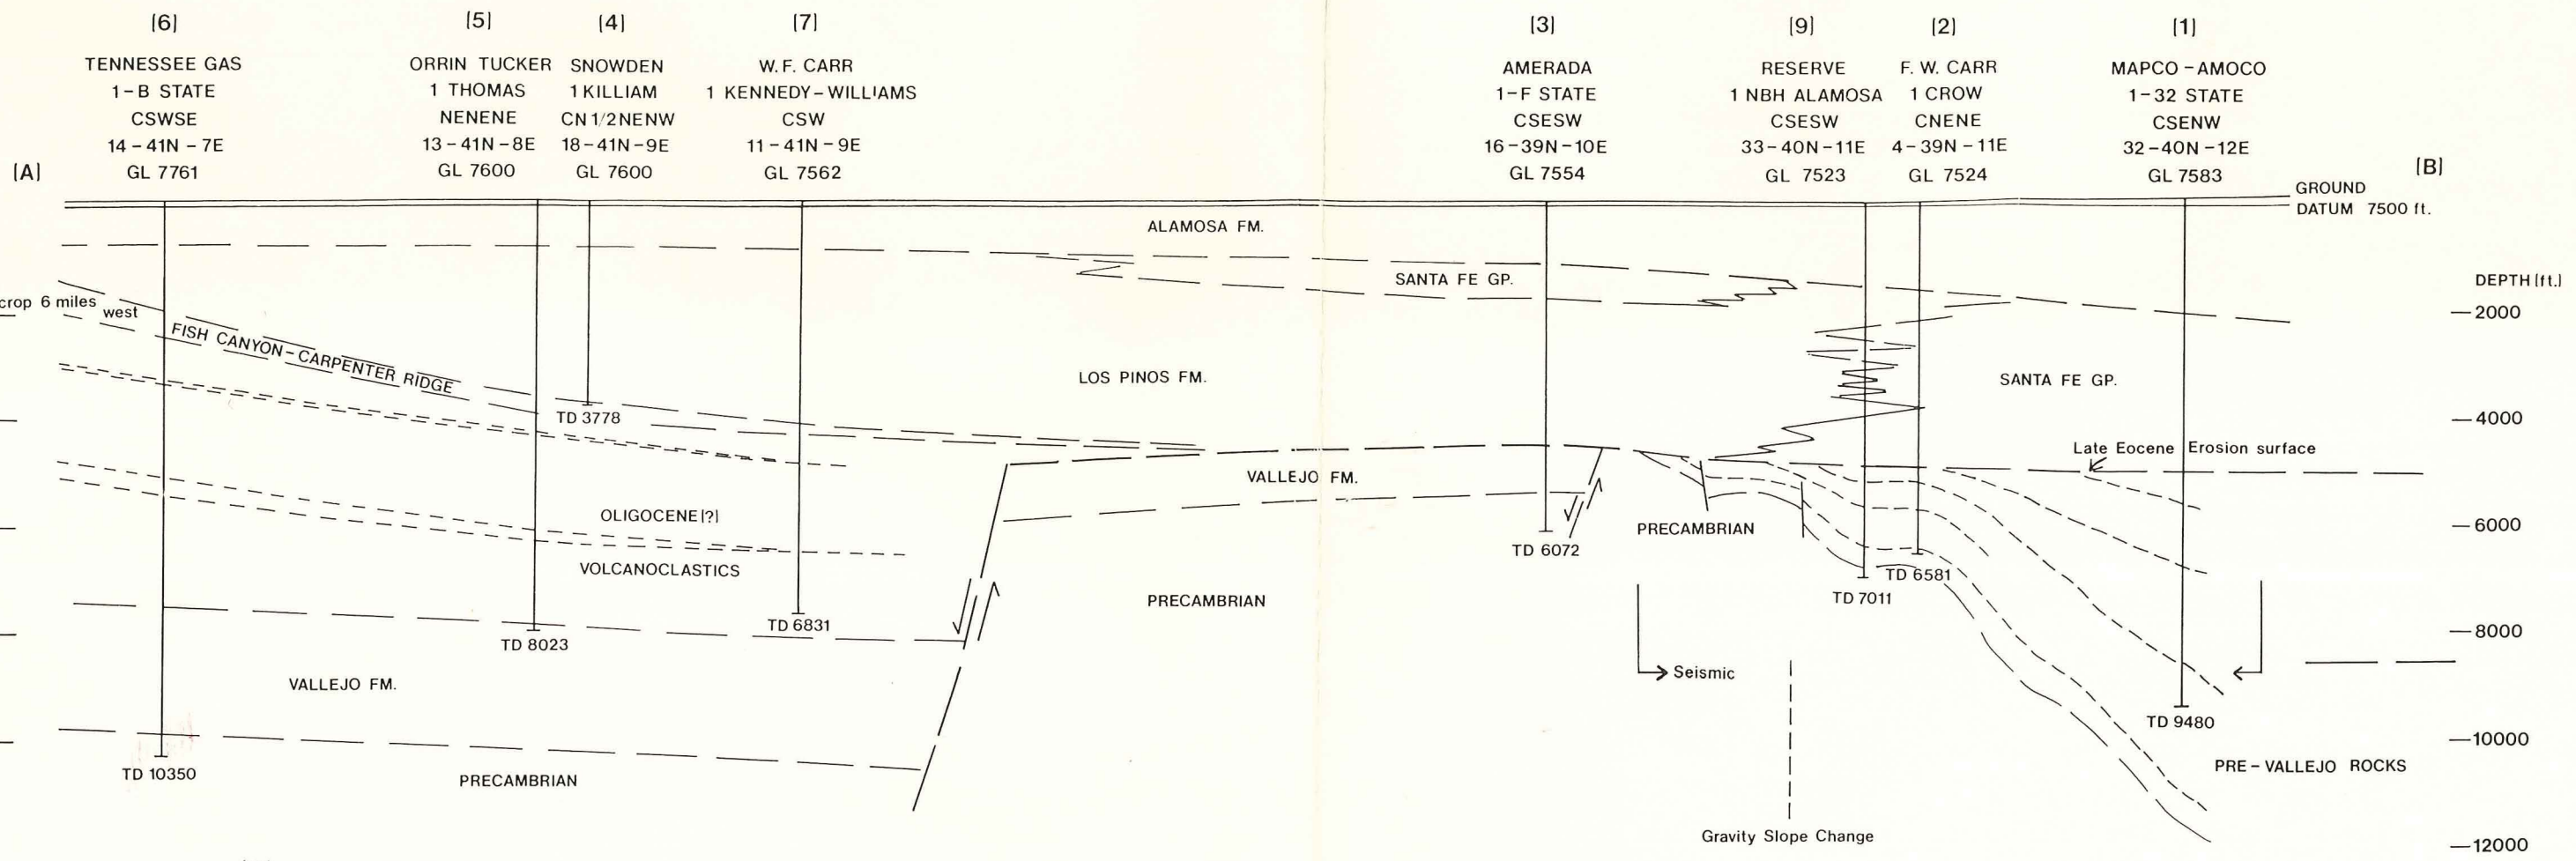 [6]
TENNESSEE GAS
1-B STATE
CSWSE
14-41N-7E
GL 7761
[5]
ORRIN TUCKER
1 THOMAS
NENENE
13-41N-8E
GL 7600
[4]
SNOWDEN
1 KILLIAM
CN 1/2 NENW
18-41N-9E
GL 7600
[7]
W.F. CARR
1 KENNEDY-WILLIAMS
CSW
11-41N-9E
GL 7562
[3]
AMERADA
1-F STATE
CSESW
16-39N-10E
GL 7554
[9]
RESERVE
1 NBH ALAMOSA
CSESW
33-40N-11E
GL 7523
[2]
F. W. CARR
1 CROW
CNENE
4-39N-11E
GL 7524
[1]
MAPCO-AMOCO
1-32 STATE
CSENW
32-40N-12E
GL 7583
[A]
[B]
GROUND
DATUM 7500 ft.
ALAMOSA FM.
SANTA FE GP.
DEPTH [ft.]
crop 6 miles
west
2000
FISH CANYON-CARPENTER RIDGE
LOS PINOS FM.
SANTA FE GP.
TD 3778
4000
Late Eocene Erosion surface
VALLEJO FM.
OLIGOCENE [?]
PRECAMBRIAN
6000
TD 6072
VOLCANOCLASTICS
TD 6581
PRECAMBRIAN
TD 7011
TD 6831
8000
TD 8023
Seismic
VALLEJO FM.
TD 9480
10000
TD 10350
PRECAMBRIAN
PRE-VALLEJO ROCKS
Gravity Slope Change
12000